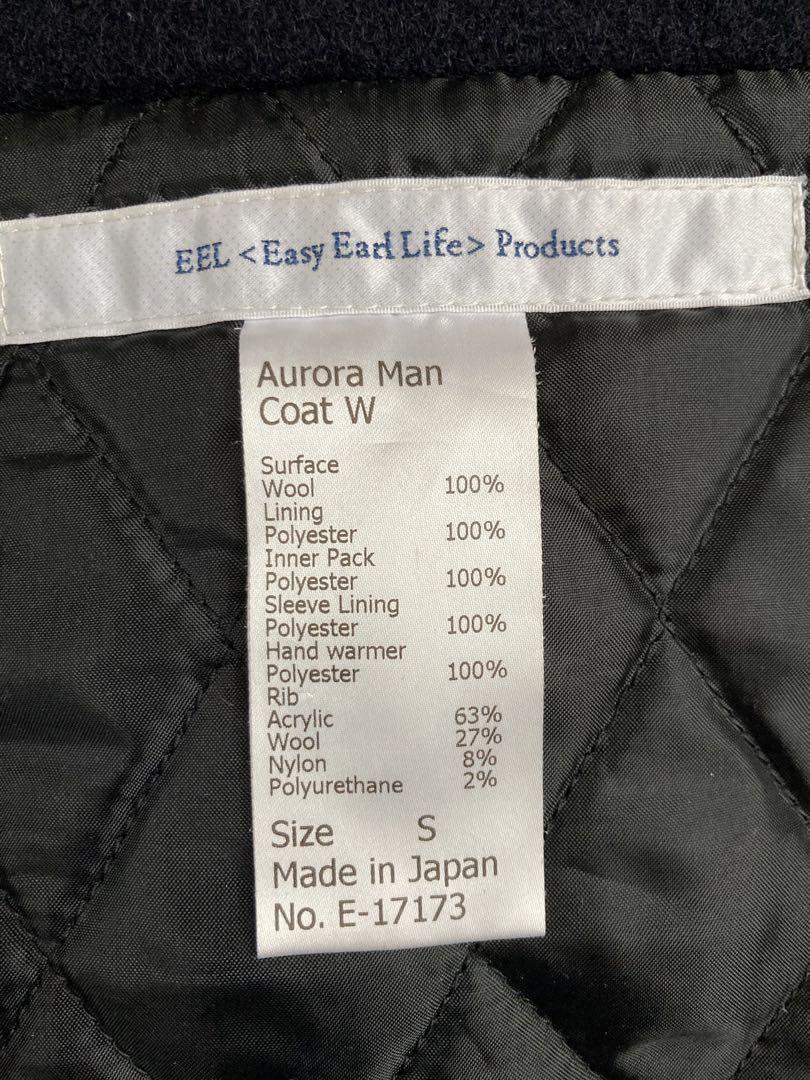 EEL <Easy Earl Life> Products
Aurora Man
Coat W
Surface
Wool 100%
Lining
Polyester 100%
Inner Pack
Polyester 100%
Sleeve Lining
Polyester 100%
Hand warmer
Polyester 100%
Rib
Acrylic 63%
Wool 27%
Nylon 8%
Polyurethane 2%
Size S
Made in Japan
No. E-17173